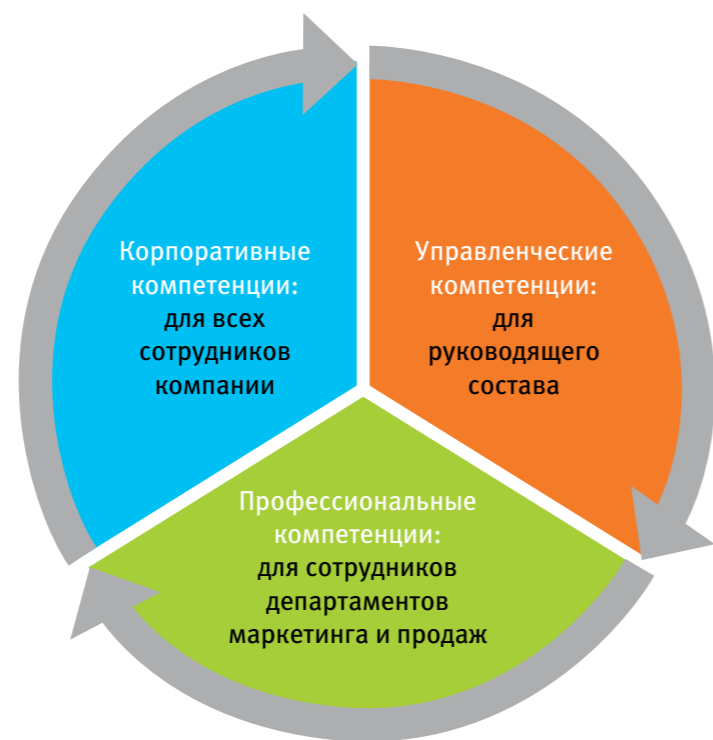 Корпоративные
компетенции:
для всех
сотрудников
компании
Управленческие
компетенции:
для
руководящего
состава
Профессиональные
компетенции:
для сотрудников
департаментов
маркетинга и продаж